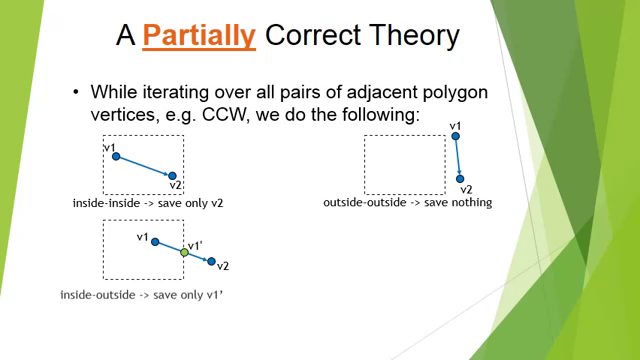 A Partially Correct Theory
• While iterating over all pairs of adjacent polygon
vertices, e.g. CCW, we do the following:
v1
v2
inside-inside -> save only v2
v1
v2
outside-outside -> save nothing
v1
v1'
v2
inside-outside -> save only v1’